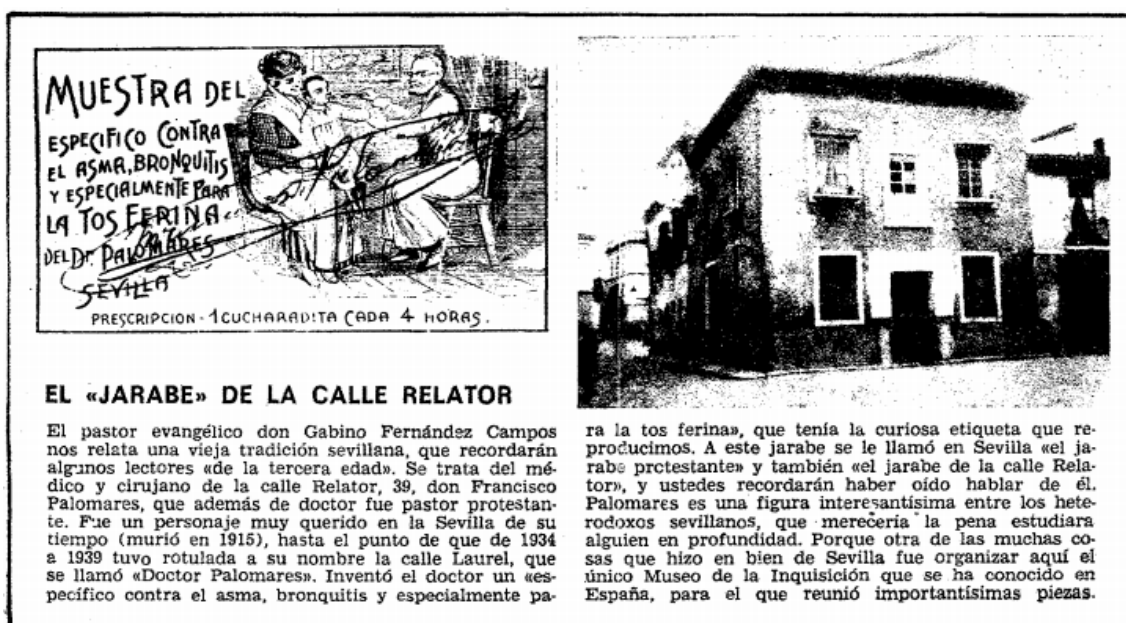 MUESTRA DEL
ESPECIFICO CONTRA
EL ASMA, BRONQUITIS
Y ESPECIALMENTE PARA
LA TOS FERINA
DEL Dr. PALOMARES
SEVILLA
PRESCRIPCION - 1 CUCHARADITA CADA 4 HORAS.
EL «JARABE» DE LA CALLE RELATOR
El pastor evangélico don Gabino Fernández Campos
nos relata una vieja tradición sevillana, que recordarán
algunos lectores «de la tercera edad». Se trata del mé-
dico y cirujano de la calle Relator, 39, don Francisco
Palomares, que además de doctor fue pastor protestan-
te. Fue un personaje muy querido en la Sevilla de su
tiempo (murió en 1915), hasta el punto de que de 1934
a 1939 tuvo rotulada a su nombre la calle Laurel, que
se llamó «Doctor Palomares». Inventó el doctor un «es-
pecífico contra el asma, bronquitis y especialmente pa-
ra la tos ferina», que tenía la curiosa etiqueta que re-
producimos. A este jarabe se le llamó en Sevilla «el ja-
rabe protestante» y también «el jarabe de la calle Rela-
tor», y ustedes recordarán haber oído hablar de él.
Palomares es una figura interesantísima entre los hete-
rodoxos sevillanos, que merecería la pena estudiara
alguien en profundidad. Porque otra de las muchas co-
sas que hizo en bien de Sevilla fue organizar aquí el
único Museo de la Inquisición que se ha conocido en
España, para el que reunió importantísimas piezas.